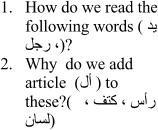 1. How do we read the
following words ( يد
، رجل)?
2. Why do we add
article (أل) to
these?( رأس ، كتف ،
لسان)